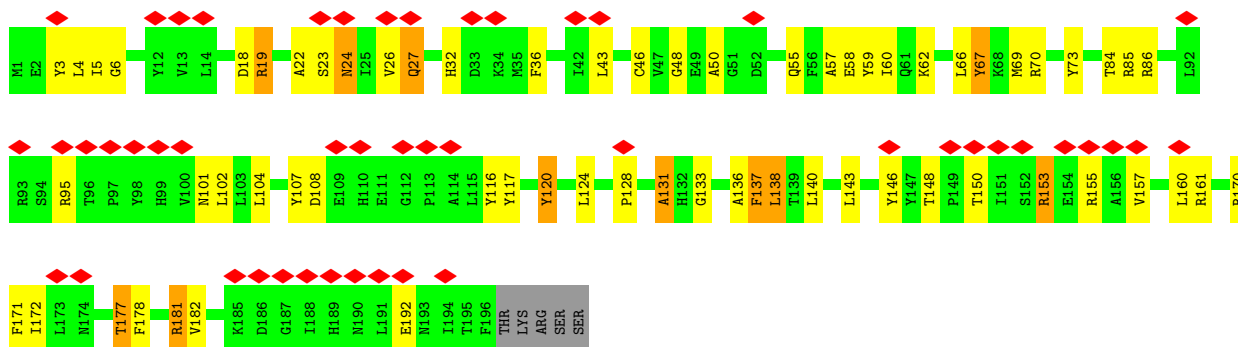 M1 E2 Y3 L4 I5 G6 Y12 V13 L14 D18 R19 A22 S23 N24 I25 V26 Q27 H32 D33 K34 M35 F36 I42 L43 C46 V47 G48 E49 A50 G51 D52 Q55 F56 A57 E58 Y59 I60 Q61 K62 L66 Y67 K68 M69 R70 Y73 T84 R85 R86 L92
R93 S94 R95 T96 P97 Y98 H99 V100 N101 L102 L103 L104 Y107 D108 E109 H110 E111 G112 P113 A114 L115 Y116 Y117 Y120 L124 P128 A131 H132 G133 A136 F137 L138 T139 L140 L143 Y146 Y147 T148 P149 T150 I151 S152 R153 E154 R155 A156 V157 L160 R161
F171 I172 L173 N174 T177 F178 R181 V182 K185 D186 G187 I188 H189 N190 L191 E192 N193 I194 T195 F196 THR LYS ARG SER SER